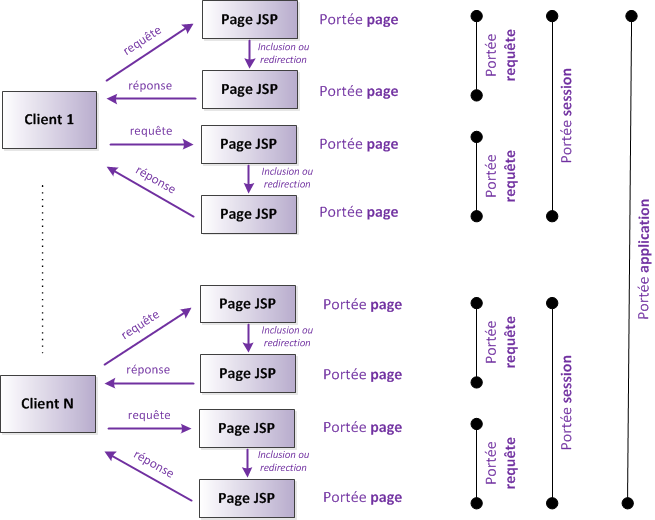 Page JSP
Portée page
requête
Inclusion ou
redirection
Page JSP
Portée page
réponse
Client 1
Page JSP
Portée page
requête
Inclusion ou
redirection
Page JSP
Portée page
réponse
Portée
requête
Portée
requête
Portée session
Portée application
Page JSP
Portée page
requête
Inclusion ou
redirection
Page JSP
Portée page
réponse
Client N
Page JSP
Portée page
requête
Inclusion ou
redirection
Page JSP
Portée page
réponse
Portée
requête
Portée
requête
Portée session